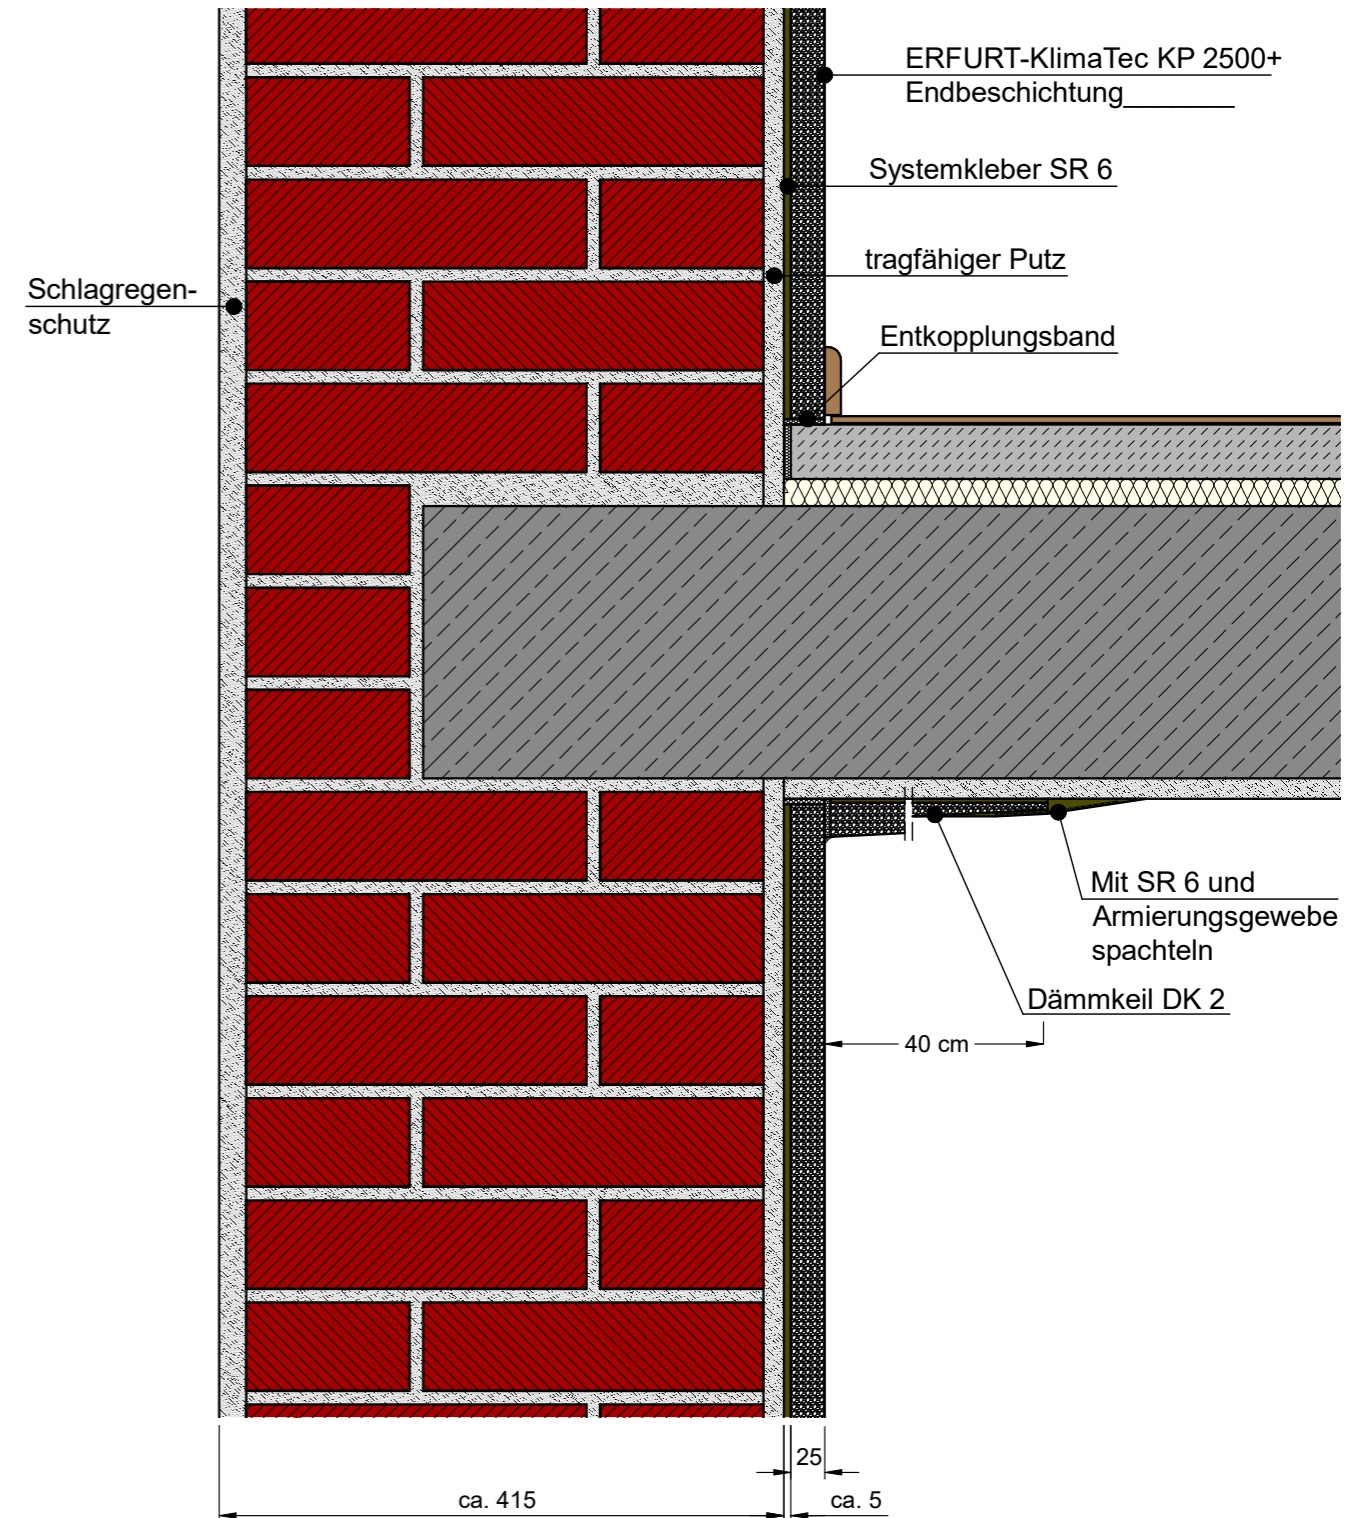 ERFURT-KlimaTec KP 2500+
Endbeschichtung_______
Systemkleber SR 6
tragfähiger Putz
Schlagregen-
schutz
Entkopplungsband
Mit SR 6 und
Armierungsgewebe
spachteln
Dämmkeil DK 2
40 cm
25
ca. 415
ca. 5